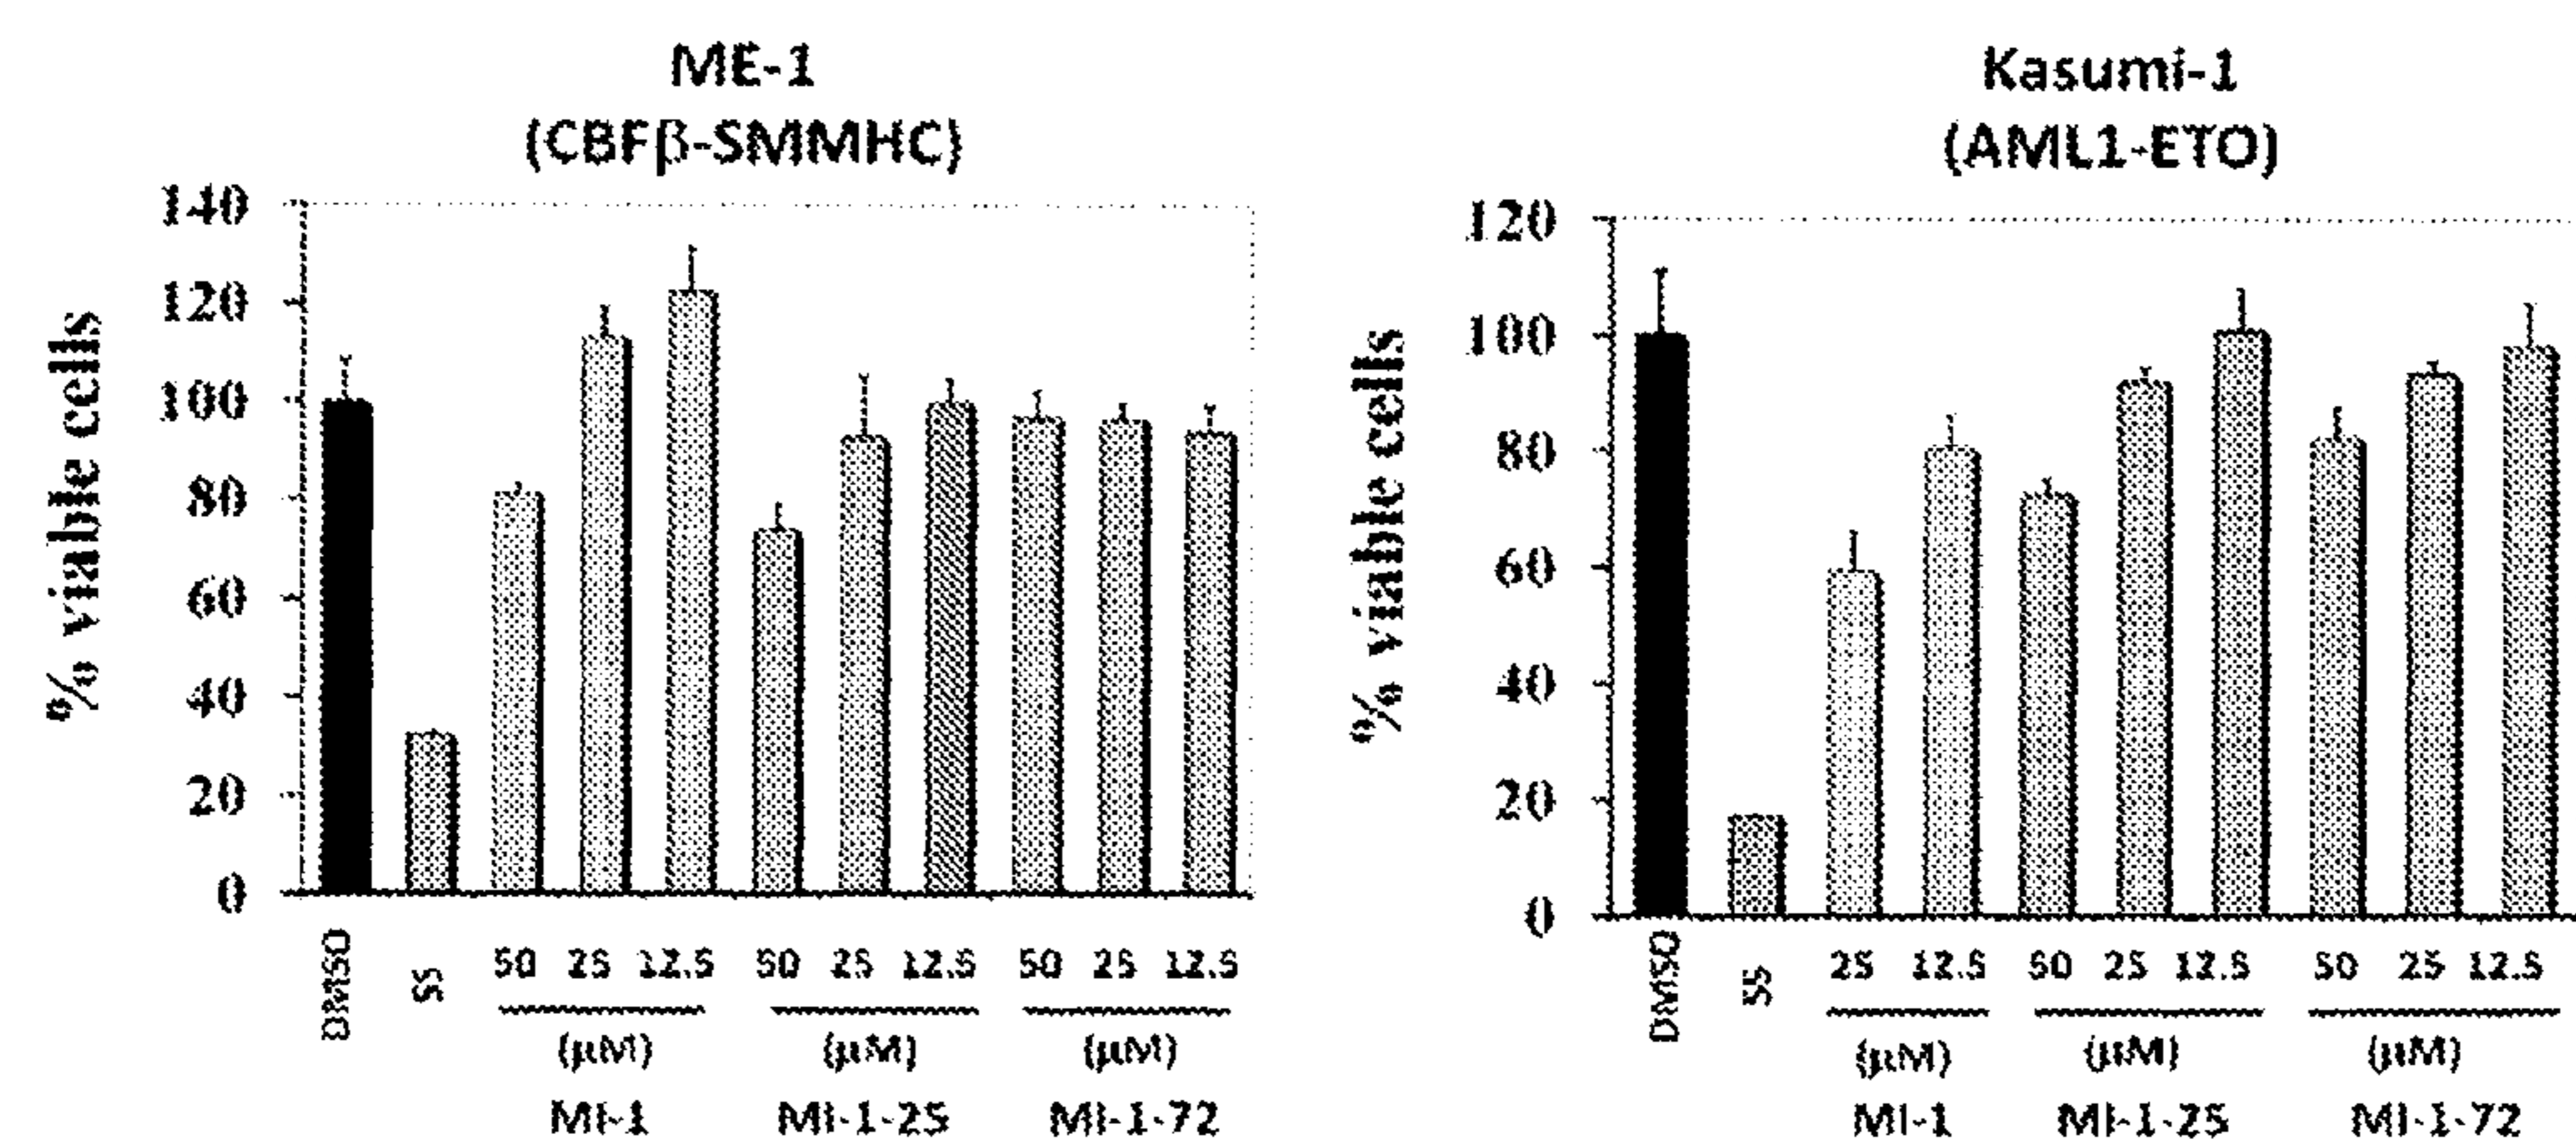 ME-1
(CBFβ-SMMHC)
% viable cells
140
120
100
80
60
40
20
0
DMSO
SS
50 25 12.5 50 25 12.5 50 25 12.5
(μM) (μM) (μM)
MI-1 MI-1-25 MI-1-72
Kasumi-1
(AML1-ETO)
% viable cells
120
100
80
60
40
20
0
DMSO
SS
25 12.5 50 25 12.5 50 25 12.5
(μM) (μM) (μM)
MI-1 MI-1-25 MI-1-72